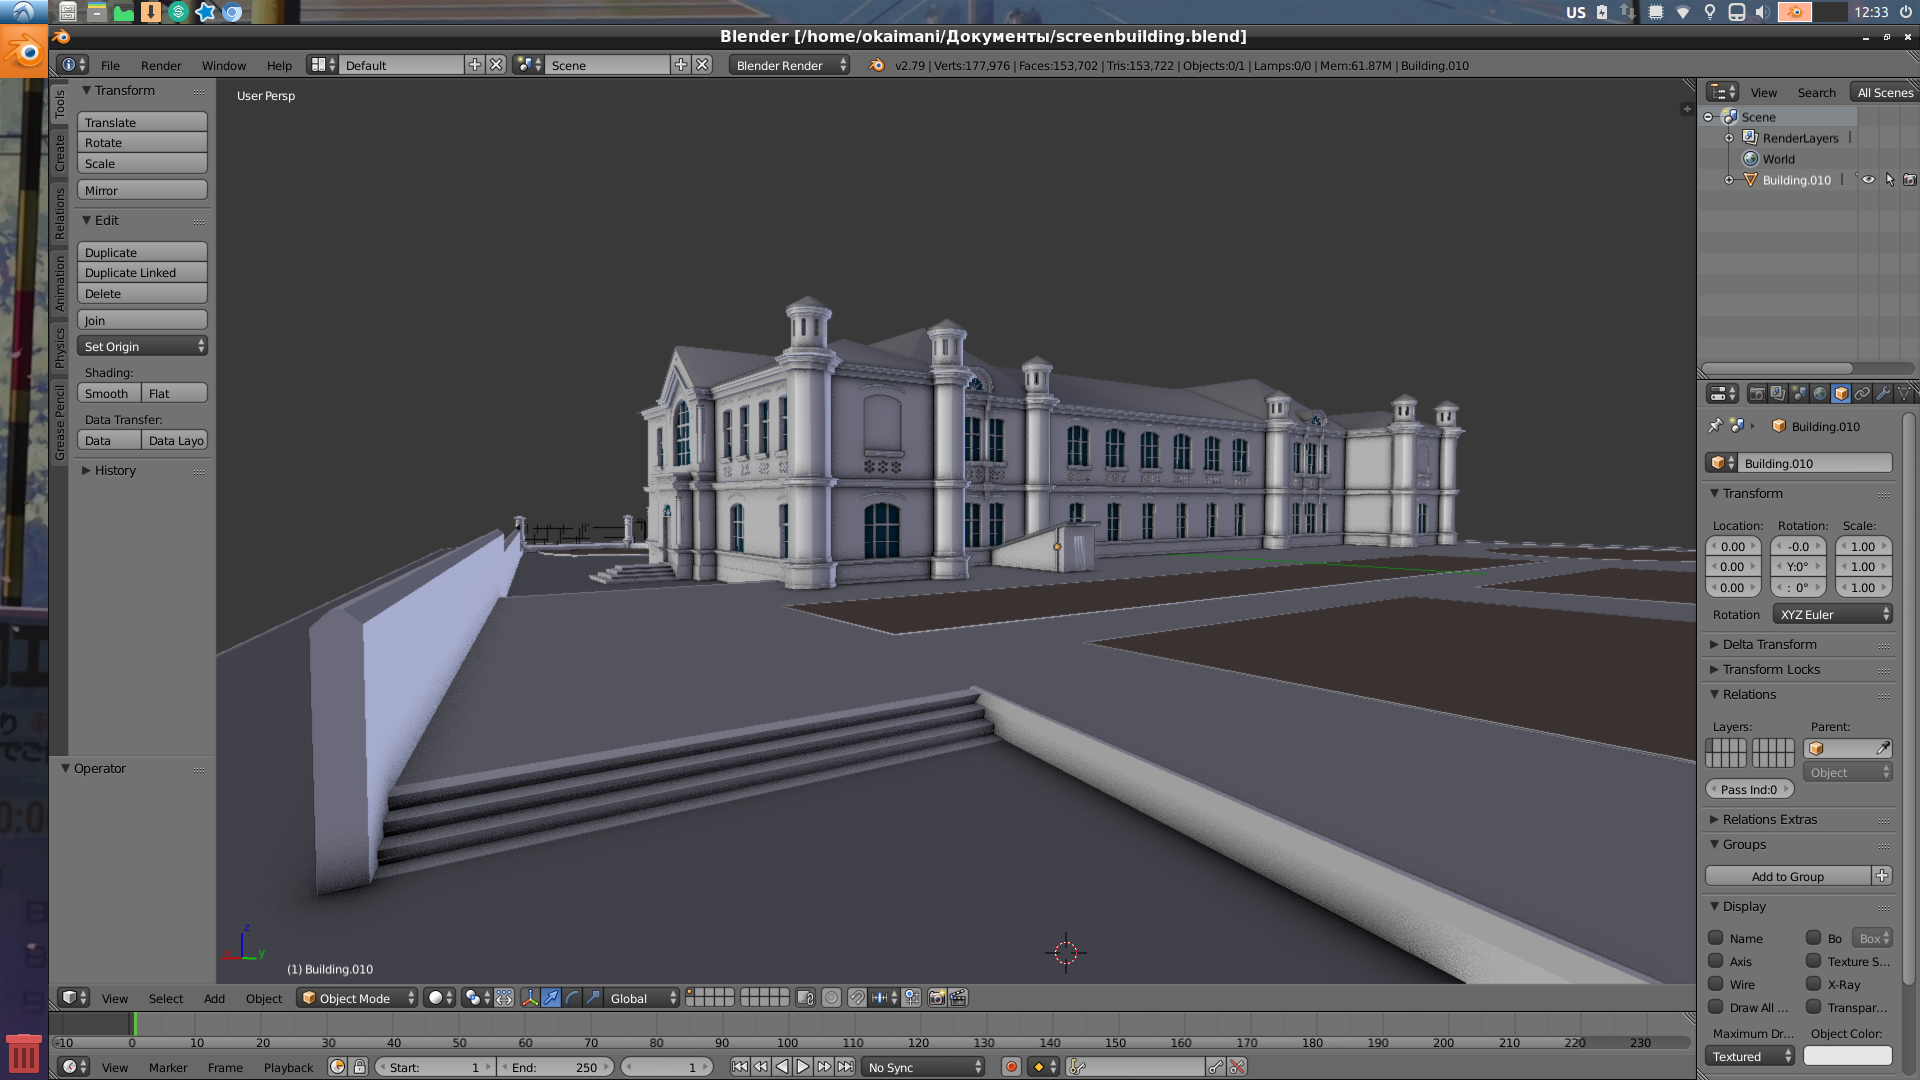 US
12:33
Blender [/home/okaimani/Документы/screenbuilding.blend]
File Render Window Help Default Scene Blender Render v2.79 | Verts:177,976 | Faces:153,702 | Tris:153,722 | Objects:0/1 | Lamps:0/0 | Mem:61.87M | Building.010
Tools
Create
Relations
Animation
Physics
Grease Pencil
Transform
Translate
Rotate
Scale
Mirror
Edit
Duplicate
Duplicate Linked
Delete
Join
Set Origin
Shading:
Smooth Flat
Data Transfer:
Data Data Layo
History
Operator
User Persp
z
y
(1) Building.010
View Search All Scenes
Scene
RenderLayers
World
Building.010
Building.010
Building.010
Transform
Location: Rotation: Scale:
0.00 -0.0 1.00
0.00 Y:0° 1.00
0.00 : 0° 1.00
Rotation XYZ Euler
Delta Transform
Transform Locks
Relations
Layers: Parent:
Object
Pass Ind:0
Relations Extras
Groups
Add to Group
Display
Name Bo Box
Axis Texture S...
Wire X-Ray
Draw All ... Transpar...
Maximum Dr... Object Color:
Textured
View Select Add Object Object Mode Global
-10 0 10 20 30 40 50 60 70 80 90 100 110 120 130 140 150 160 170 180 190 200 210 220 230
View Marker Frame Playback Start: 1 End: 250 1 No Sync